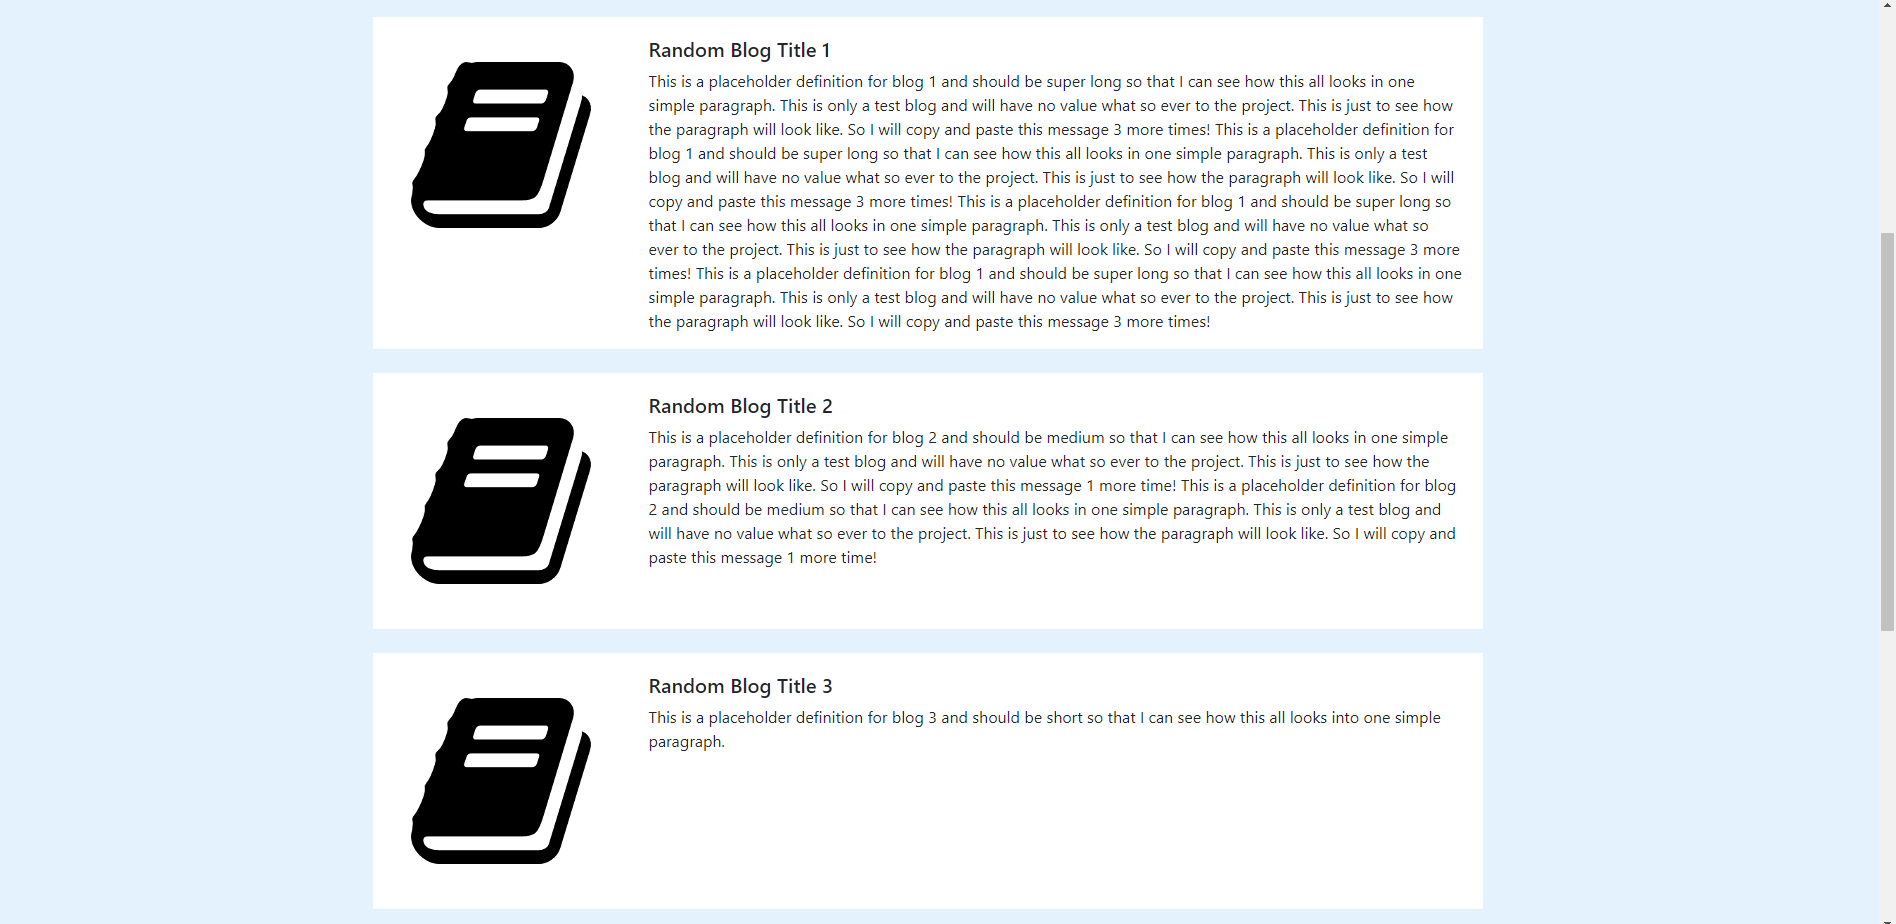 Random Blog Title 1
This is a placeholder definition for blog 1 and should be super long so that I can see how this all looks in one
simple paragraph. This is only a test blog and will have no value what so ever to the project. This is just to see how
the paragraph will look like. So I will copy and paste this message 3 more times! This is a placeholder definition for
blog 1 and should be super long so that I can see how this all looks in one simple paragraph. This is only a test
blog and will have no value what so ever to the project. This is just to see how the paragraph will look like. So I will
copy and paste this message 3 more times! This is a placeholder definition for blog 1 and should be super long so
that I can see how this all looks in one simple paragraph. This is only a test blog and will have no value what so
ever to the project. This is just to see how the paragraph will look like. So I will copy and paste this message 3 more
times! This is a placeholder definition for blog 1 and should be super long so that I can see how this all looks in one
simple paragraph. This is only a test blog and will have no value what so ever to the project. This is just to see how
the paragraph will look like. So I will copy and paste this message 3 more times!
Random Blog Title 2
This is a placeholder definition for blog 2 and should be medium so that I can see how this all looks in one simple
paragraph. This is only a test blog and will have no value what so ever to the project. This is just to see how the
paragraph will look like. So I will copy and paste this message 1 more time! This is a placeholder definition for blog
2 and should be medium so that I can see how this all looks in one simple paragraph. This is only a test blog and
will have no value what so ever to the project. This is just to see how the paragraph will look like. So I will copy and
paste this message 1 more time!
Random Blog Title 3
This is a placeholder definition for blog 3 and should be short so that I can see how this all looks into one simple
paragraph.